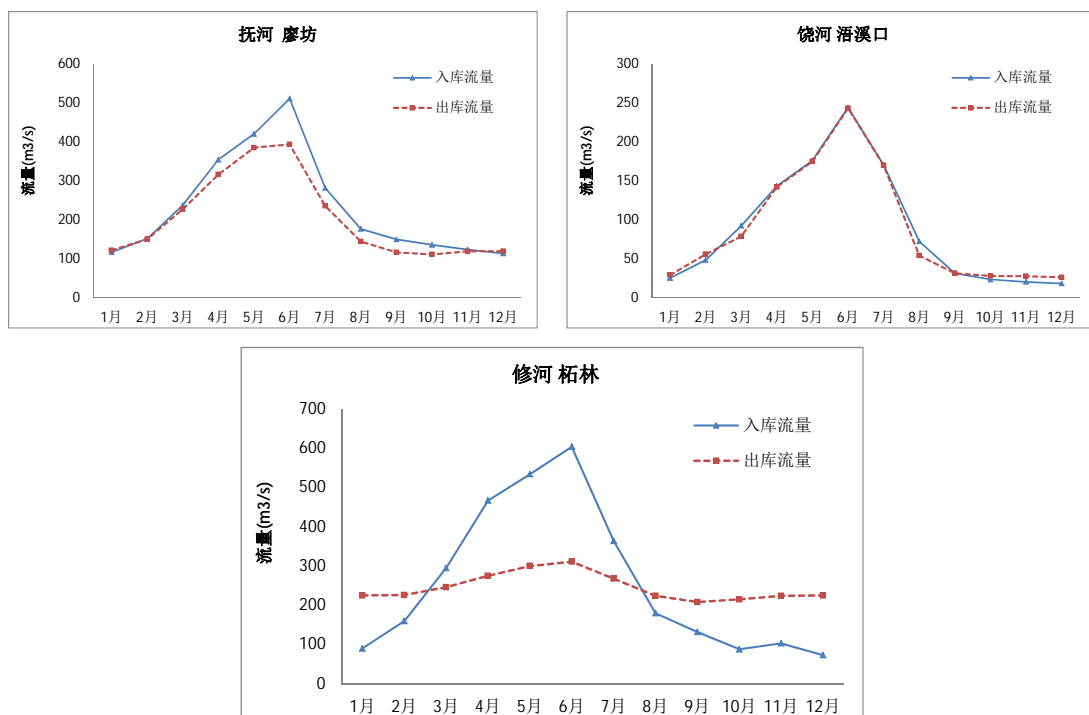 抚河 廖坊
600
500
400
300
200
100
0
流量(m3/s)
入库流量
出库流量
1月 2月 3月 4月 5月 6月 7月 8月 9月 10月 11月 12月
饶河 浯溪口
300
250
200
150
100
50
0
流量(m3/s)
入库流量
出库流量
1月 2月 3月 4月 5月 6月 7月 8月 9月 10月 11月 12月
修河 柘林
700
600
500
400
300
200
100
0
流量(m3/s)
入库流量
出库流量
1月 2月 3月 4月 5月 6月 7月 8月 9月 10月 11月 12月